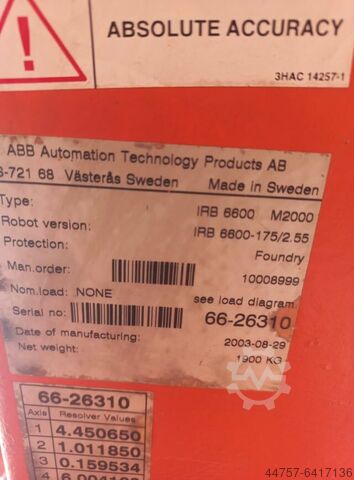 ABSOLUTE ACCURACY
3HAC 14257-1
ABB Automation Technology Products AB
S-721 68 Västerås Sweden Made in Sweden
Type: IRB 6600 M2000
Robot version: IRB 6600-175/2.55
Protection: Foundry
Man.order: 10008999
Nom.load: NONE see load diagram
Serial no: 66-26310
Date of manufacturing: 2003-08-29
Net weight: 1900 KG
66-26310
Axis Resolver Values
1 4.450650
2 1.011850
3 0.159534
4
44757-6417136